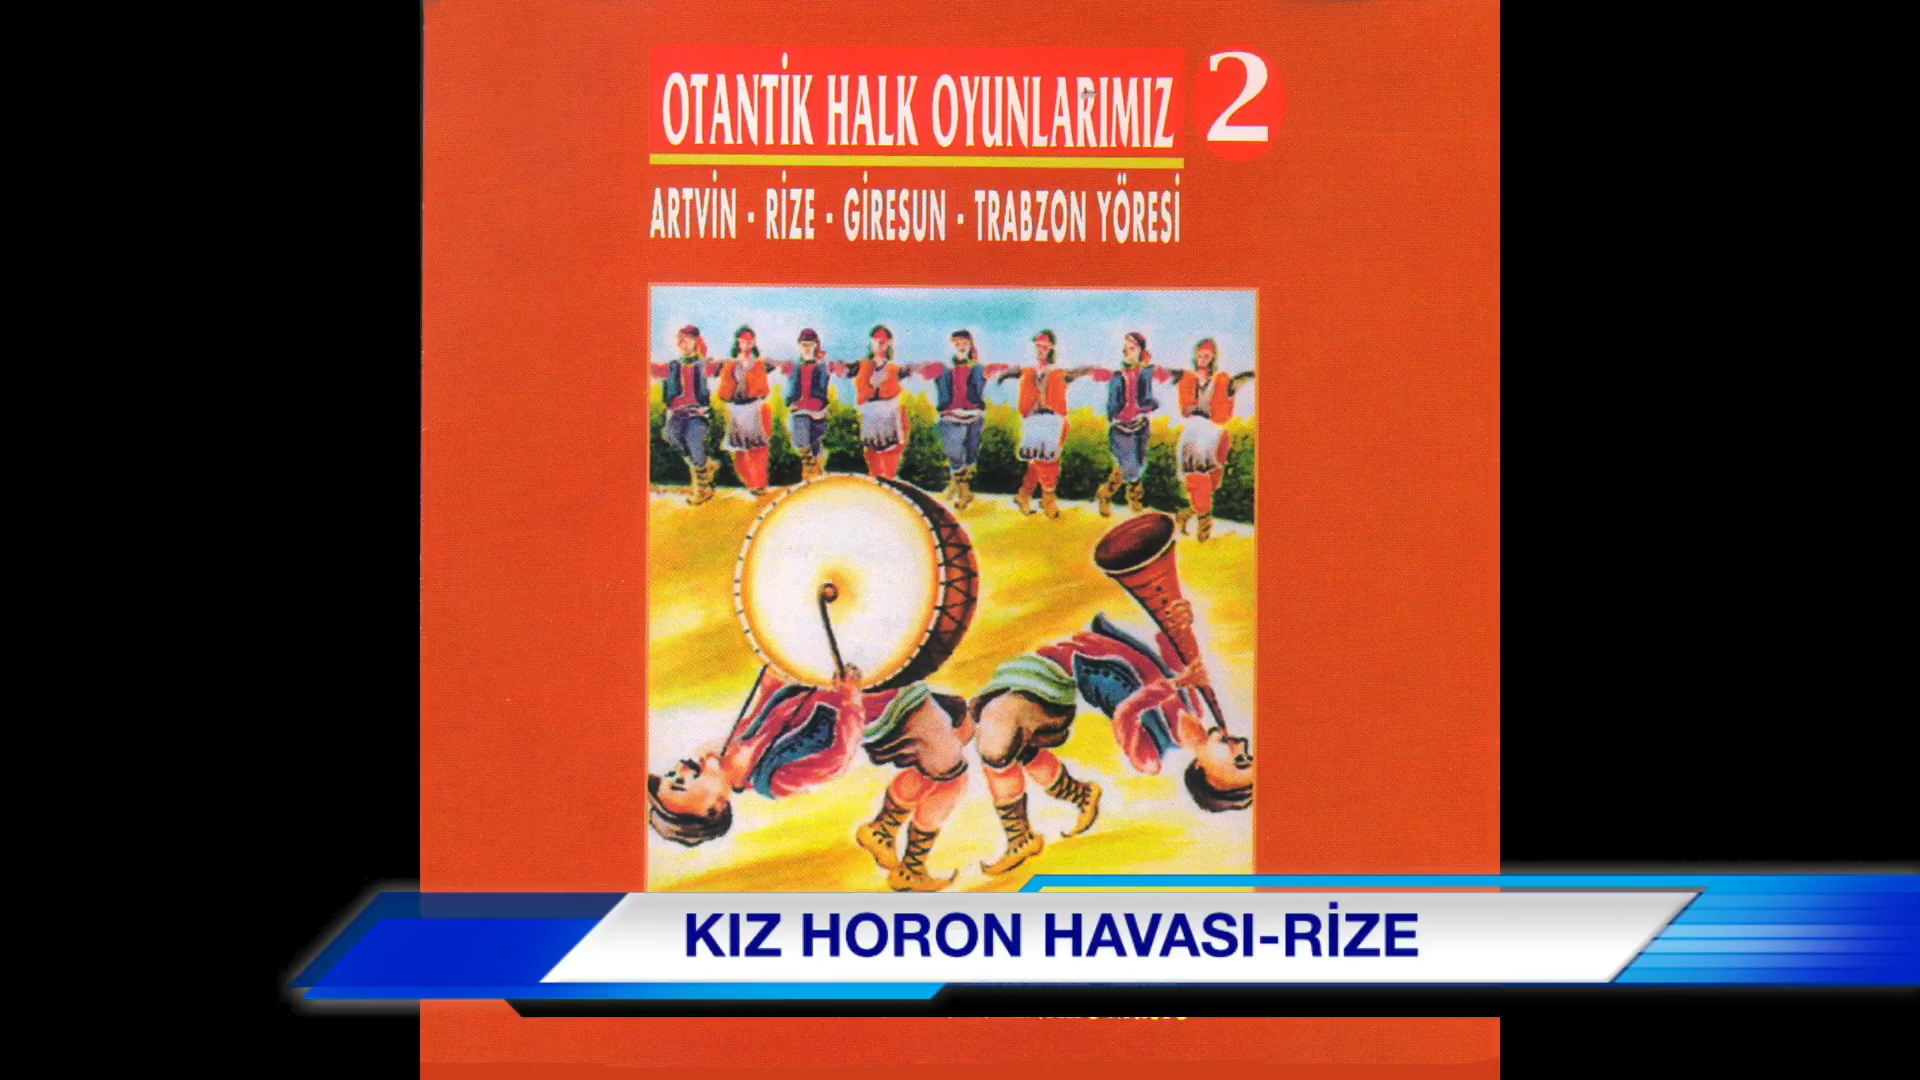 OTANTİK HALK OYUNLARIMIZ 2
ARTVİN - RİZE - GİRESUN - TRABZON YÖRESİ
KIZ HORON HAVASI-RİZE